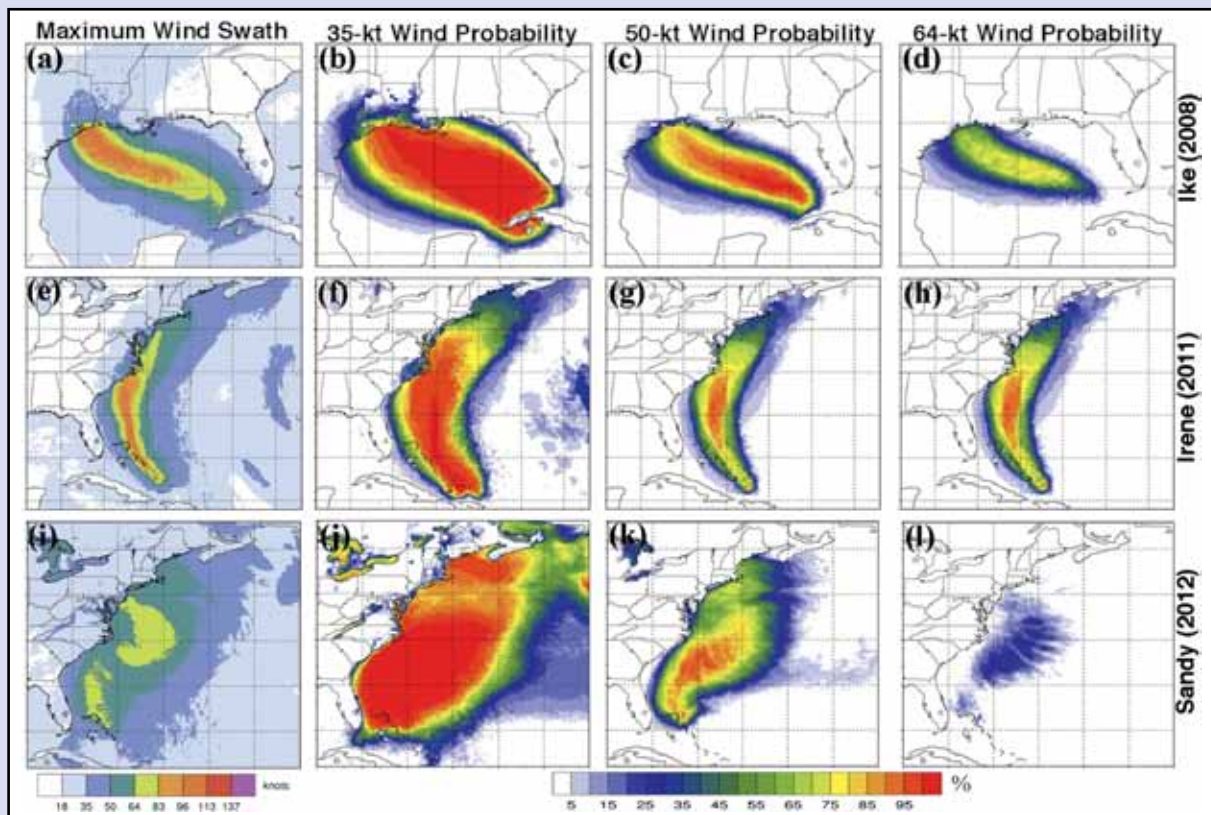 Maximum Wind Swath 35-kt Wind Probability 50-kt Wind Probability 64-kt Wind Probability
(a) (b) (c) (d) Ike (2008)
(e) (f) (g) (h) Irene (2011)
(i) (j) (k) (l) Sandy (2012)
knots %
18 35 50 64 83 96 113 137 5 15 25 35 45 55 65 75 85 95